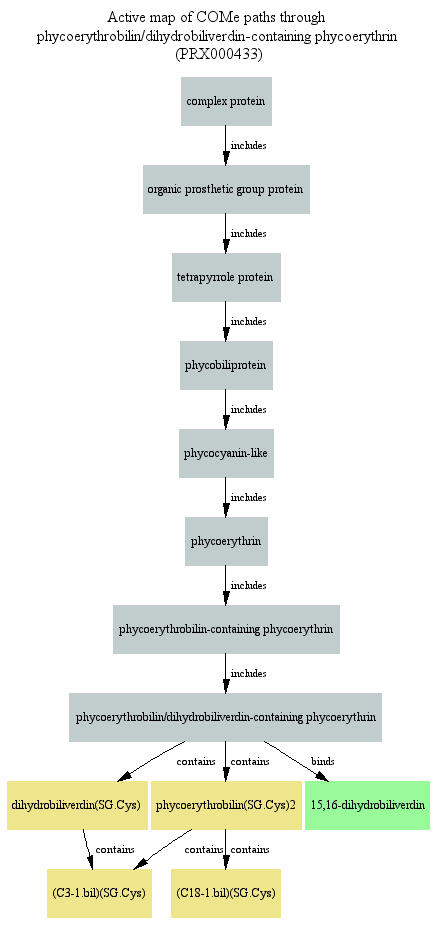 Active map of COMe paths through
phycoerythrobilin/dihydrobiliverdin-containing phycoerythrin
(PRX000433)
complex protein
includes
organic prosthetic group protein
includes
tetrapyrrole protein
includes
phycobiliprotein
includes
phycocyanin-like
includes
phycoerythrin
includes
phycoerythrobilin-containing phycoerythrin
includes
phycoerythrobilin/dihydrobiliverdin-containing phycoerythrin
contains contains binds
dihydrobiliverdin(SG.Cys) phycoerythrobilin(SG.Cys)2 15,16-dihydrobiliverdin
contains contains contains
(C3-1.bil)(SG.Cys) (C18-1.bil)(SG.Cys)